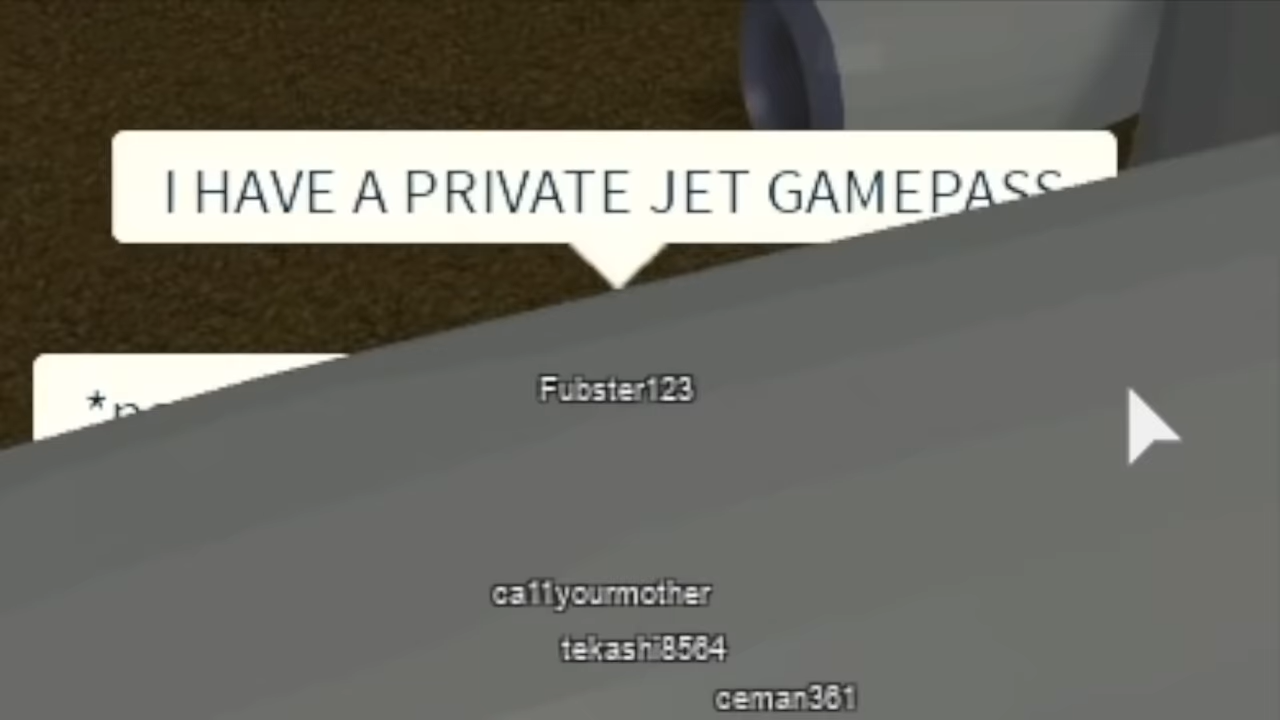 I HAVE A PRIVATE JET GAMEPASS
Fubster123
ca11yourmother
tekashi8564
ceman361